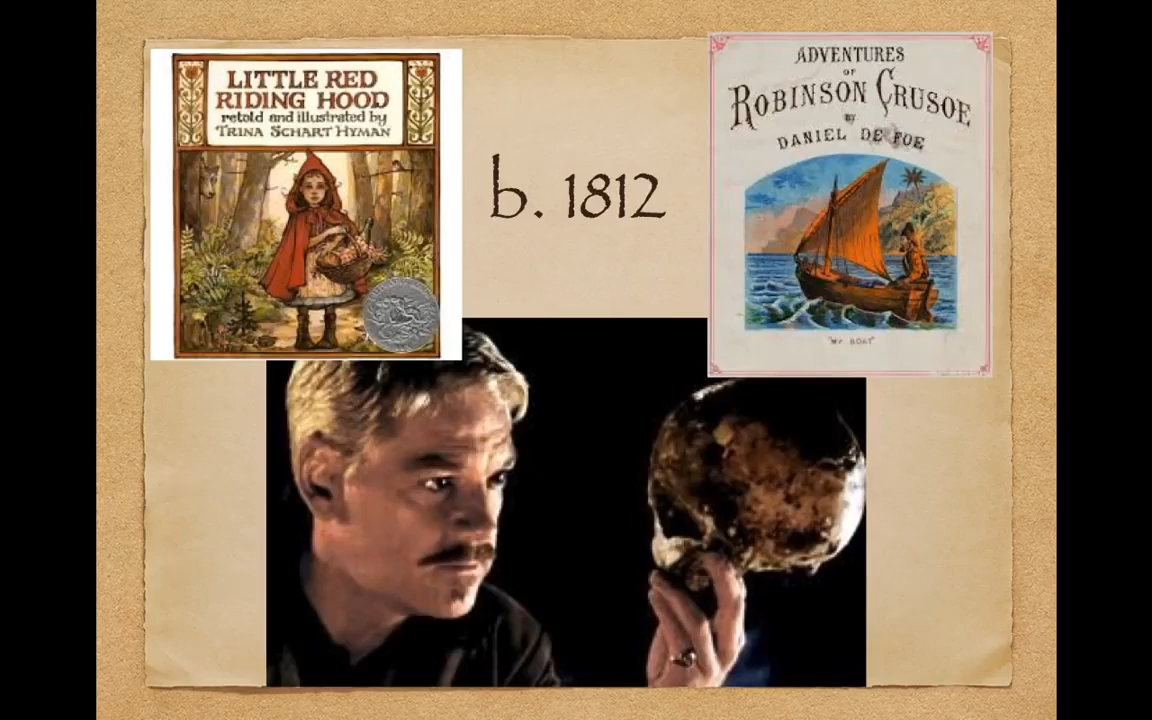 LITTLE RED
RIDING HOOD
retold and illustrated by
TRINA SCHART HYMAN
b. 1812
ADVENTURES
OF
ROBINSON CRUSOE
BY
DANIEL DE FOE
"MY BOAT"